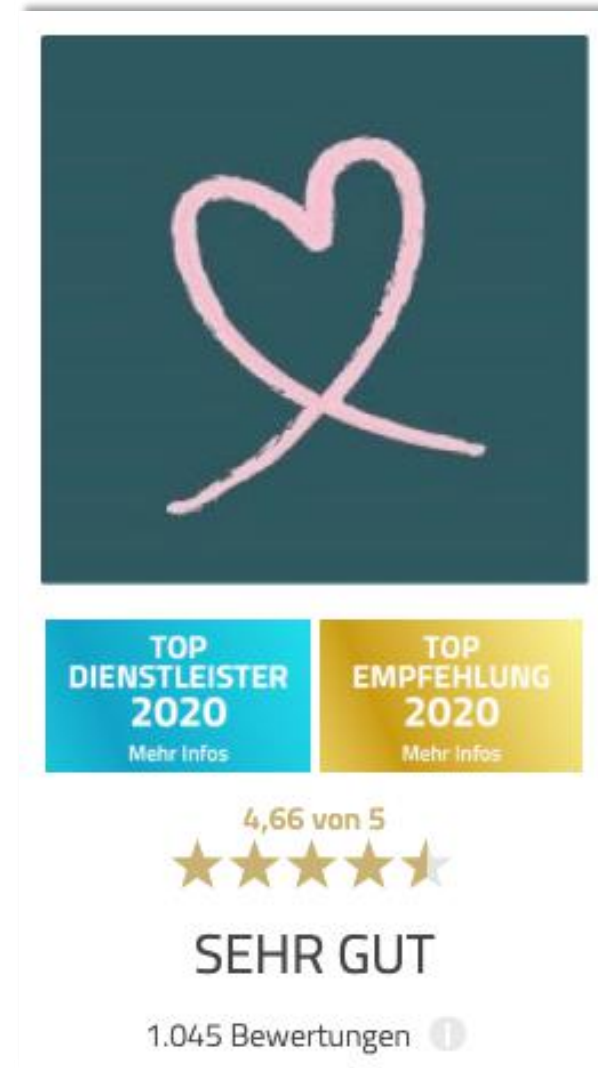 TOP
DIENSTLEISTER
2020
Mehr Infos
TOP
EMPFEHLUNG
2020
Mehr Infos
4,66 von 5
SEHR GUT
1.045 Bewertungen